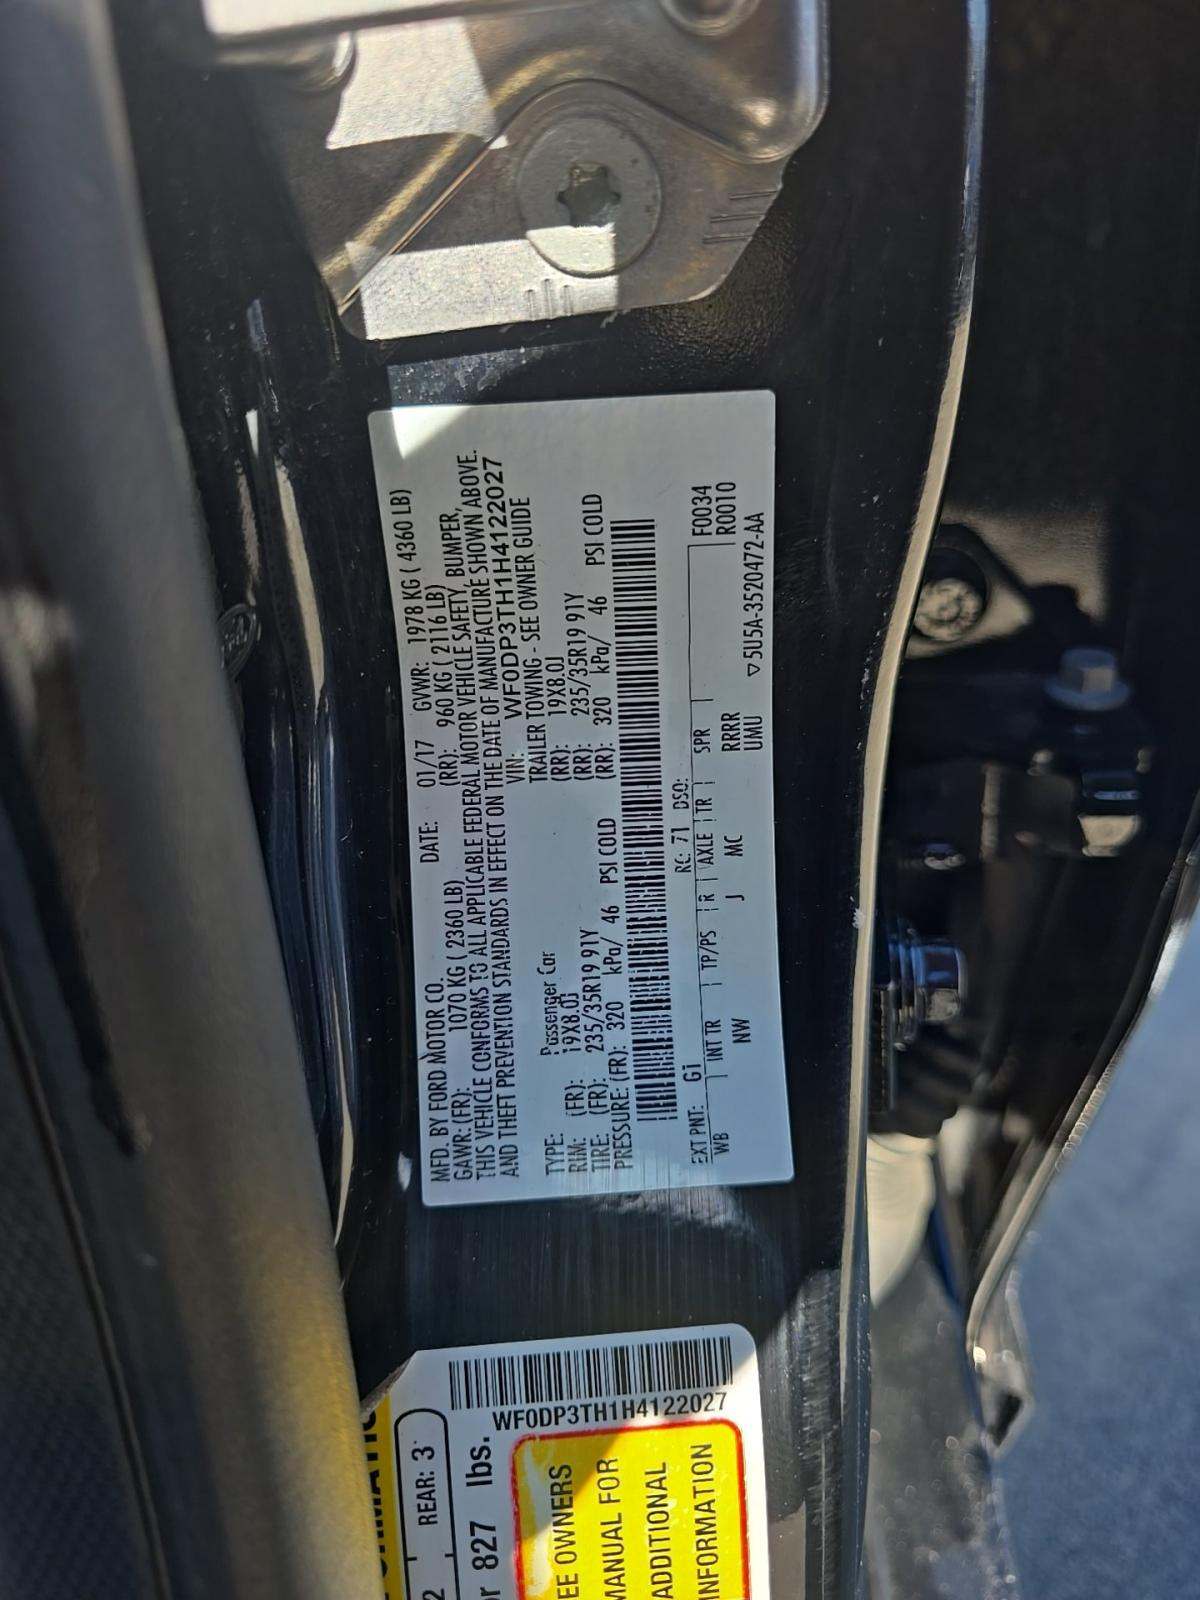 MFD. BY FORD MOTOR CO. DATE: 01/17 GVWR: 1978 KG ( 4360 LB)
GAWR: (FR): 1070 KG ( 2360 LB) (RR): 960 KG ( 2116 LB)
THIS VEHICLE CONFORMS TO ALL APPLICABLE FEDERAL MOTOR VEHICLE SAFETY, BUMPER,
AND THEFT PREVENTION STANDARDS IN EFFECT ON THE DATE OF MANUFACTURE SHOWN ABOVE.
VIN: WF0DP3TH1H4122027
TYPE: Passenger Car TRAILER TOWING - SEE OWNER GUIDE
RIM: (FR): 19X8.0J (RR): 19X8.0J
TIRE: (FR): 235/35R19 91Y (RR): 235/35R19 91Y
PRESSURE: (FR): 320 kPa/ 46 PSI COLD (RR): 320 kPa/ 46 PSI COLD
EXT PNT: G1 RC: 71 DSO: F0034
WB INT TR TP/PS R AXLE TR SPR R0010
NW J MC RRRR
UMU ▽5U5A-3520472-AA
REAR: 3
2
or 827 lbs.
WF0DP3TH1H4122027
EE OWNERS
MANUAL FOR
ADDITIONAL
INFORMATION